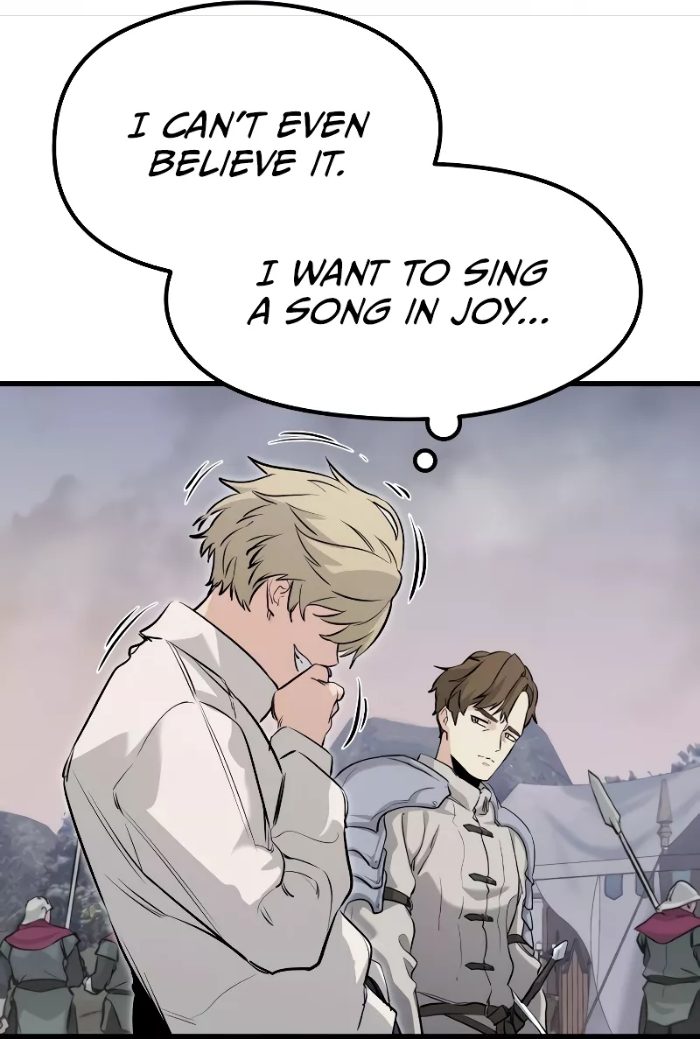 I CAN'T EVEN
BELIEVE IT.
I WANT TO SING
A SONG IN JOY...